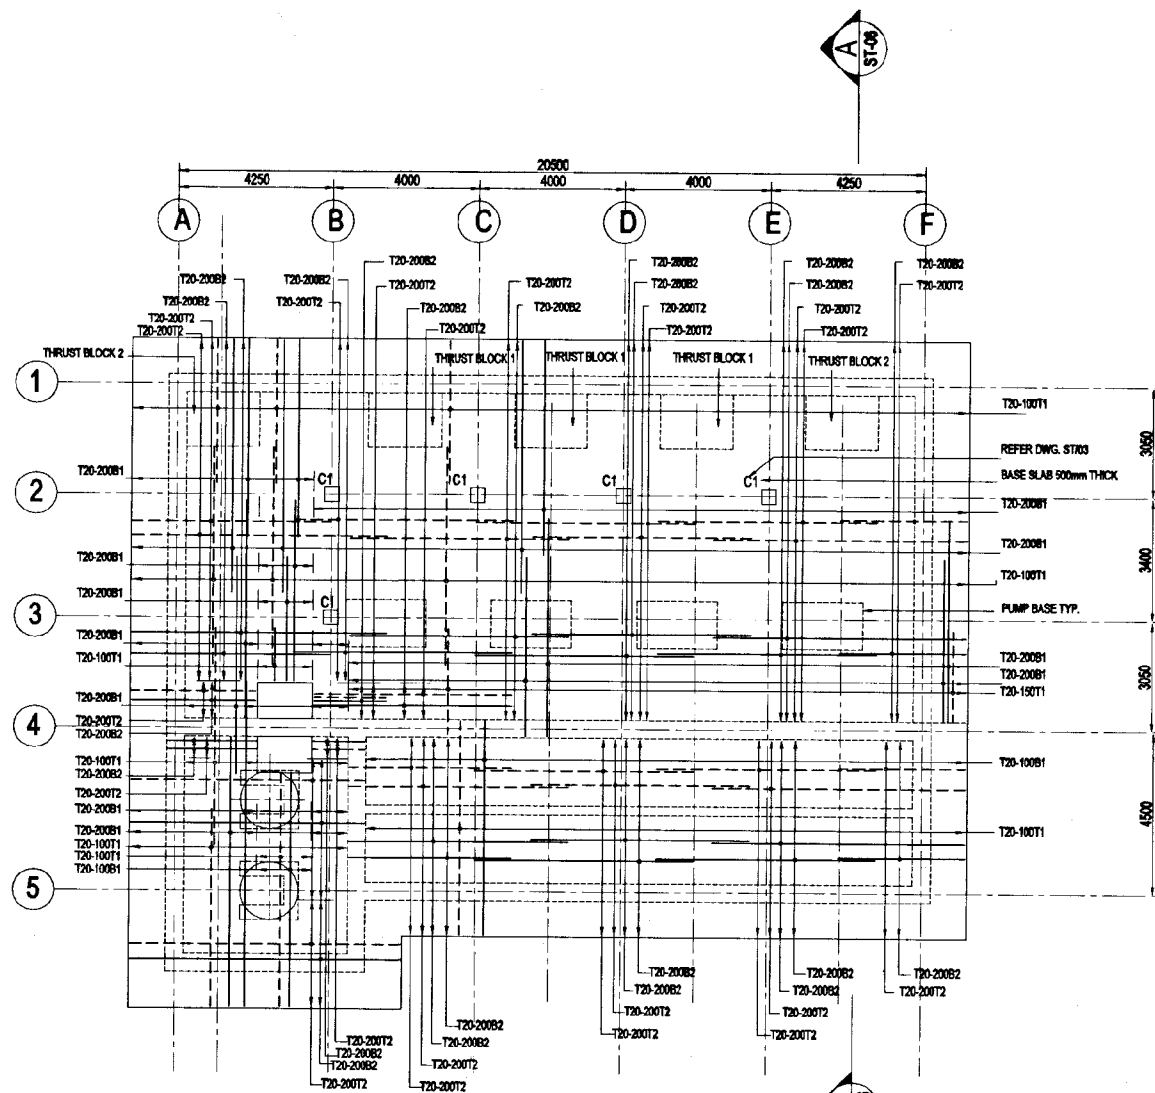 A
ST-06
20500
4250
4000
4000
4000
4250
A
B
C
D
E
F
T20-200B2
T20-200B2
T20-200B2
T20-200B2
T20-200B2
T20-200B2
T20-200B2
T20-200T2
T20-200T2
T20-200B2
T20-200B2
T20-200T2
T20-200B2
T20-200T2
T20-200B2
T20-200B2
T20-200T2
T20-200T2
T20-200T2
T20-200T2
T20-200T2
T20-200T2
T20-200T2
THRUST BLOCK 2
THRUST BLOCK 1
THRUST BLOCK 1
THRUST BLOCK 1
THRUST BLOCK 2
1
T20-100T1
3050
REFER DWG. ST/03
T20-200B1
C1
C1
C1
C1
BASE SLAB 500mm THICK
2
T20-200B1
T20-200B1
T20-200B1
T20-100T1
3400
T20-200B1
C
PUMP BASE TYP.
3
T20-200B1
T20-200B1
T20-100T1
T20-200B1
T20-150T1
3050
T20-200B1
4
T20-200T2
T20-200B2
T20-100T1
T20-100B1
T20-200B2
T20-200T2
T20-200B1
4500
T20-200B1
T20-100T1
T20-100T1
T20-100T1
T20-100B1
5
T20-200B2
T20-200B2
T20-200B2
T20-200B2
T20-200B2
T20-200T2
T20-200T2
T20-200T2
T20-200B2
T20-200T2
T20-200T2
T20-200T2
T20-200B2
T20-200B2
T20-200B2
T20-200T2
T20-200T2
T20-200T2